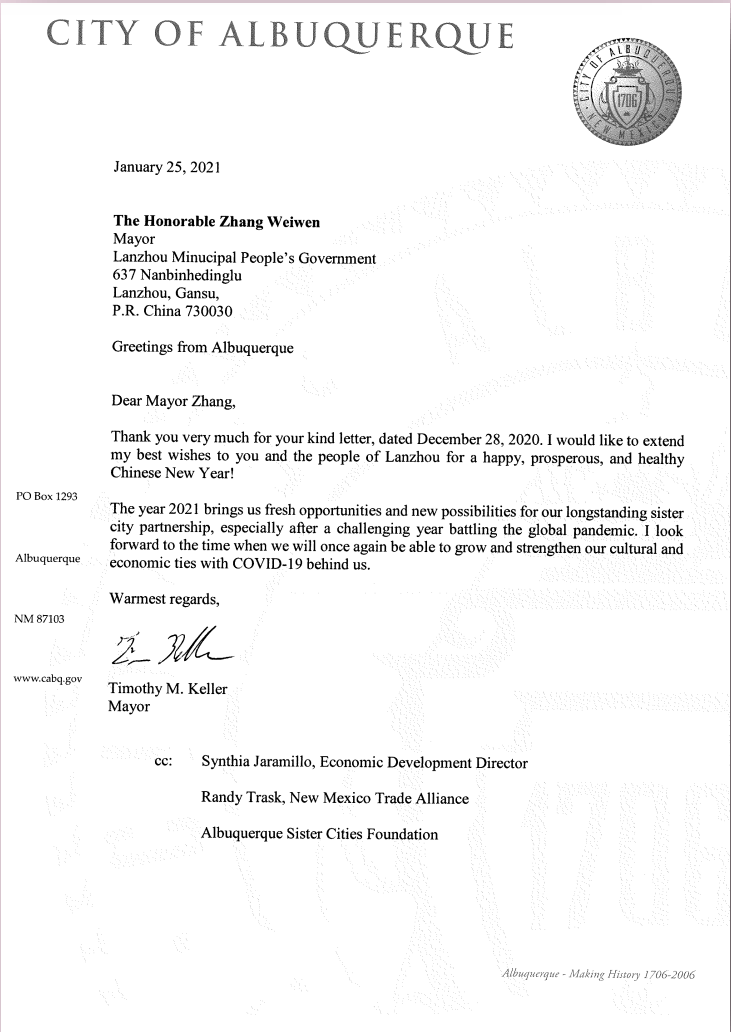 CITY OF ALBUQUERQUE
CITY OF ALBUQUERQUE
1706
NEW MEXICO
January 25, 2021
The Honorable Zhang Weiwen
Mayor
Lanzhou Minucipal People's Government
637 Nanbinhedinglu
Lanzhou, Gansu,
P.R. China 730030
Greetings from Albuquerque
Dear Mayor Zhang,
Thank you very much for your kind letter, dated December 28, 2020. I would like to extend
my best wishes to you and the people of Lanzhou for a happy, prosperous, and healthy
Chinese New Year!
PO Box 1293
The year 2021 brings us fresh opportunities and new possibilities for our longstanding sister
city partnership, especially after a challenging year battling the global pandemic. I look
forward to the time when we will once again be able to grow and strengthen our cultural and
Albuquerque
economic ties with COVID-19 behind us.
Warmest regards,
NM 87103
www.cabq.gov
Timothy M. Keller
Mayor
cc: Synthia Jaramillo, Economic Development Director
Randy Trask, New Mexico Trade Alliance
Albuquerque Sister Cities Foundation
1706
Albuquerque - Making History 1706-2006